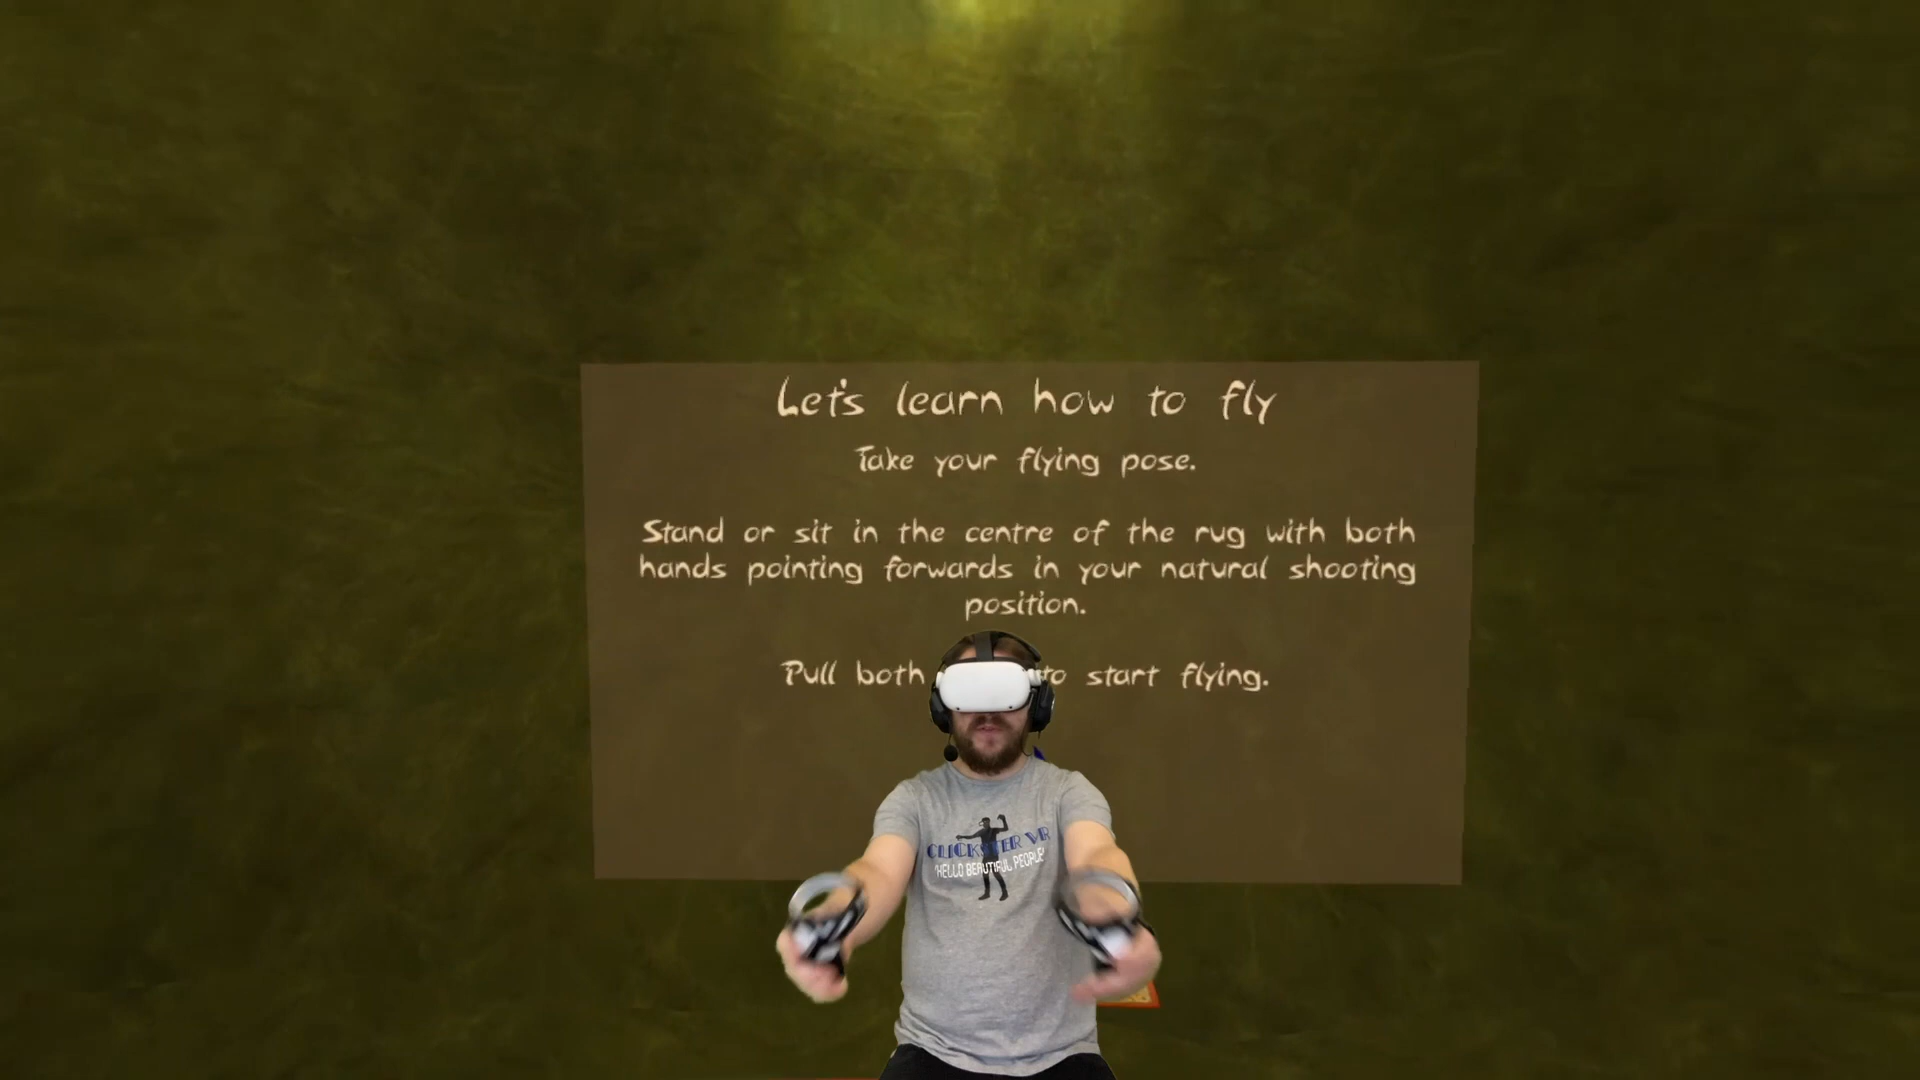 Let's learn how to fly
Take your flying pose.
Stand or sit in the centre of the rug with both
hands pointing forwards in your natural shooting
position.
Pull both to start flying.
CLICKSTER VR
"HELLO BEAUTIFUL PEOPLE"